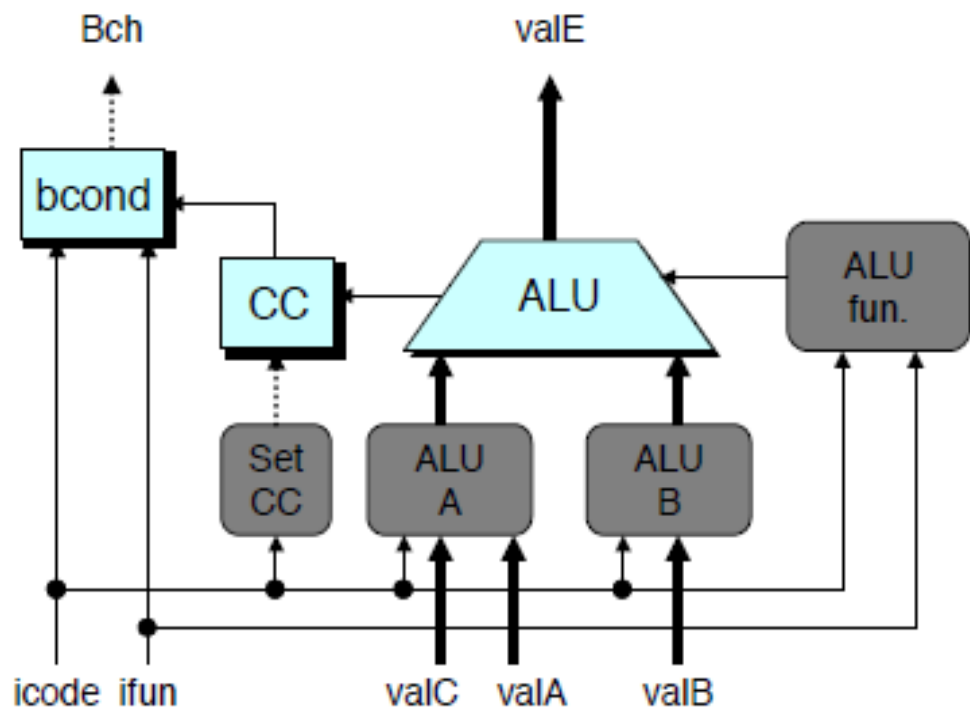 Bch valE
bcond
CC
ALU
ALU
fun.
Set
CC
ALU
A
ALU
B
icode ifun valC valA valB